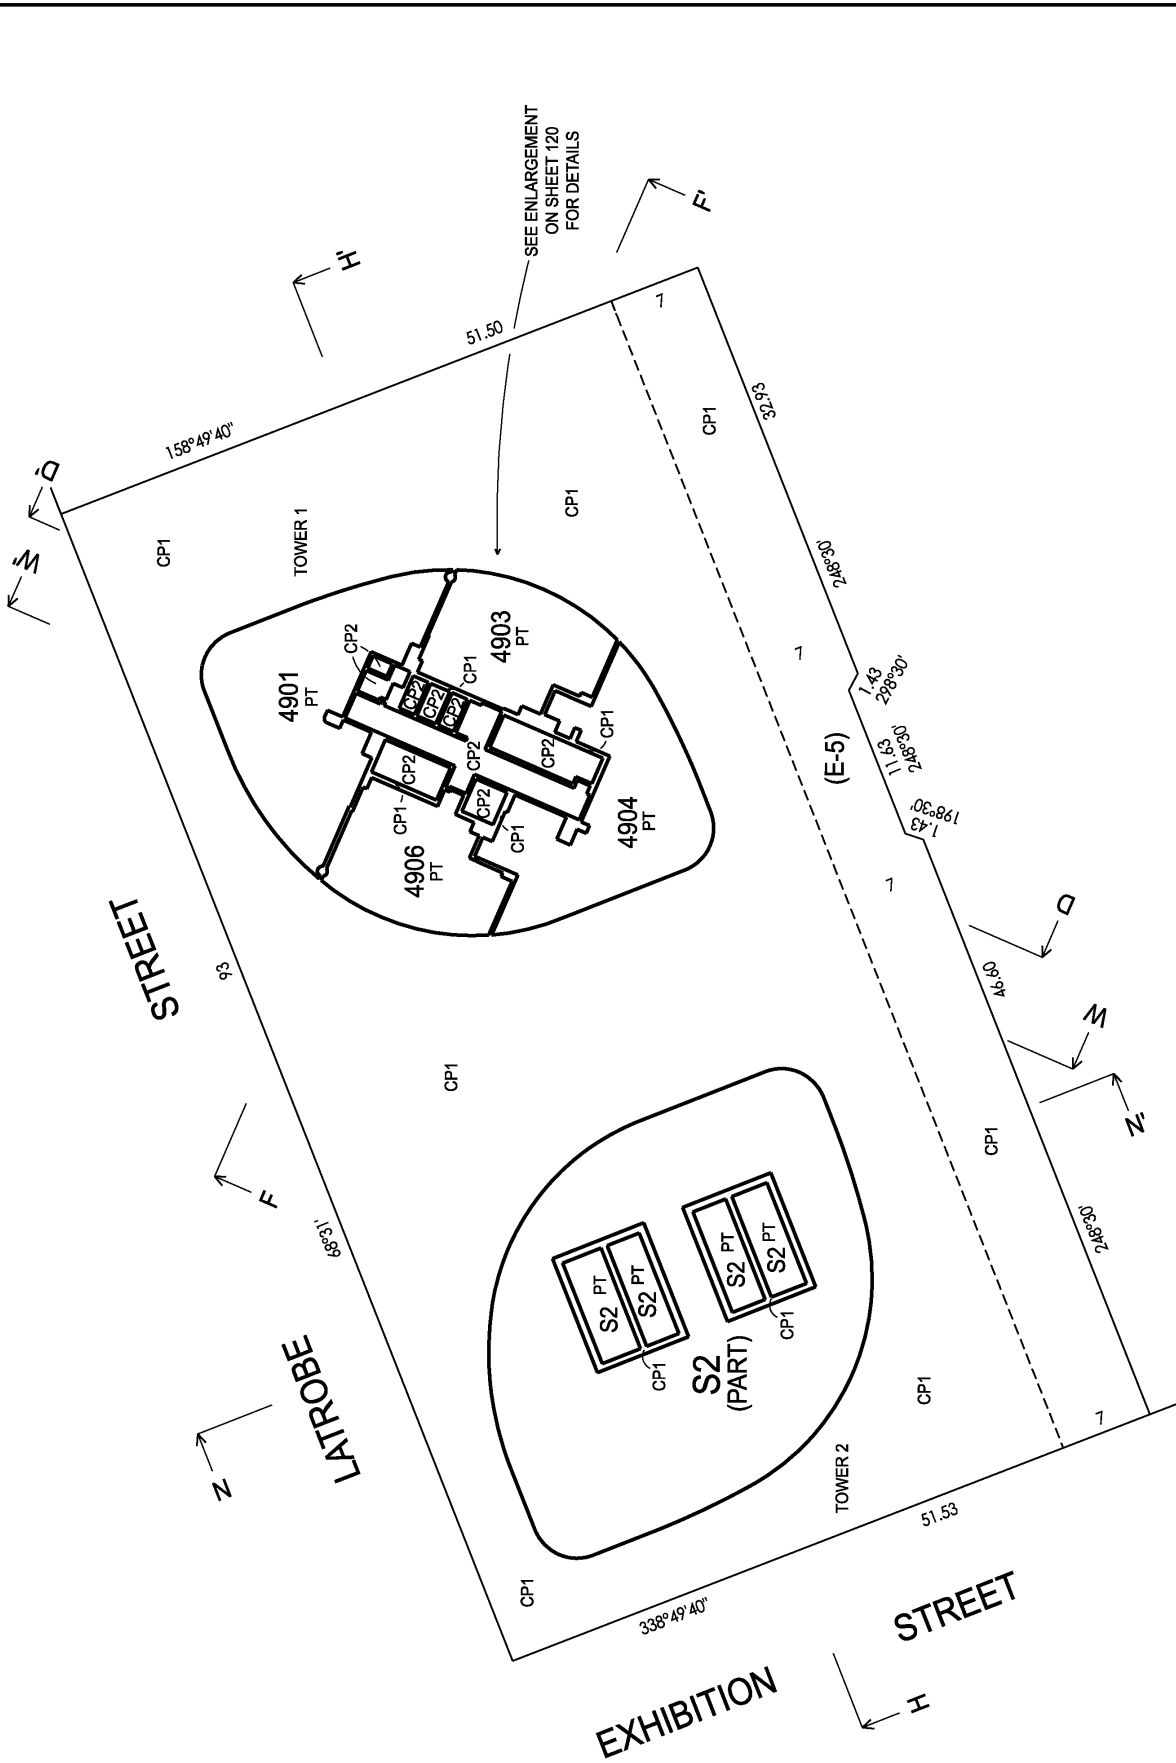 SEE ENLARGEMENT
ON SHEET 120
FOR DETAILS
F'
H'
D'
W'
51.50
158°49'40"
7
CP1
32.93
CP1
CP1
TOWER 1
248°30'
4901
PT
CP2
4903
PT
CP1
CP2
CP2
CP2
CP2
CP2
CP2
CP1
CP1
CP2
CP1
4906
PT
4904
PT
7
1.43
298°30'
11.63
248°30'
(E-5)
198°30'
1.43
7
STREET
93
D
46.60
W
N'
CP1
CP1
F
68°31'
248°30'
S2 PT
S2 PT
CP1
S2 PT
S2 PT
CP1
S2
(PART)
LATROBE
N
CP1
7
TOWER 2
51.53
CP1
338°49'40"
STREET
EXHIBITION
H